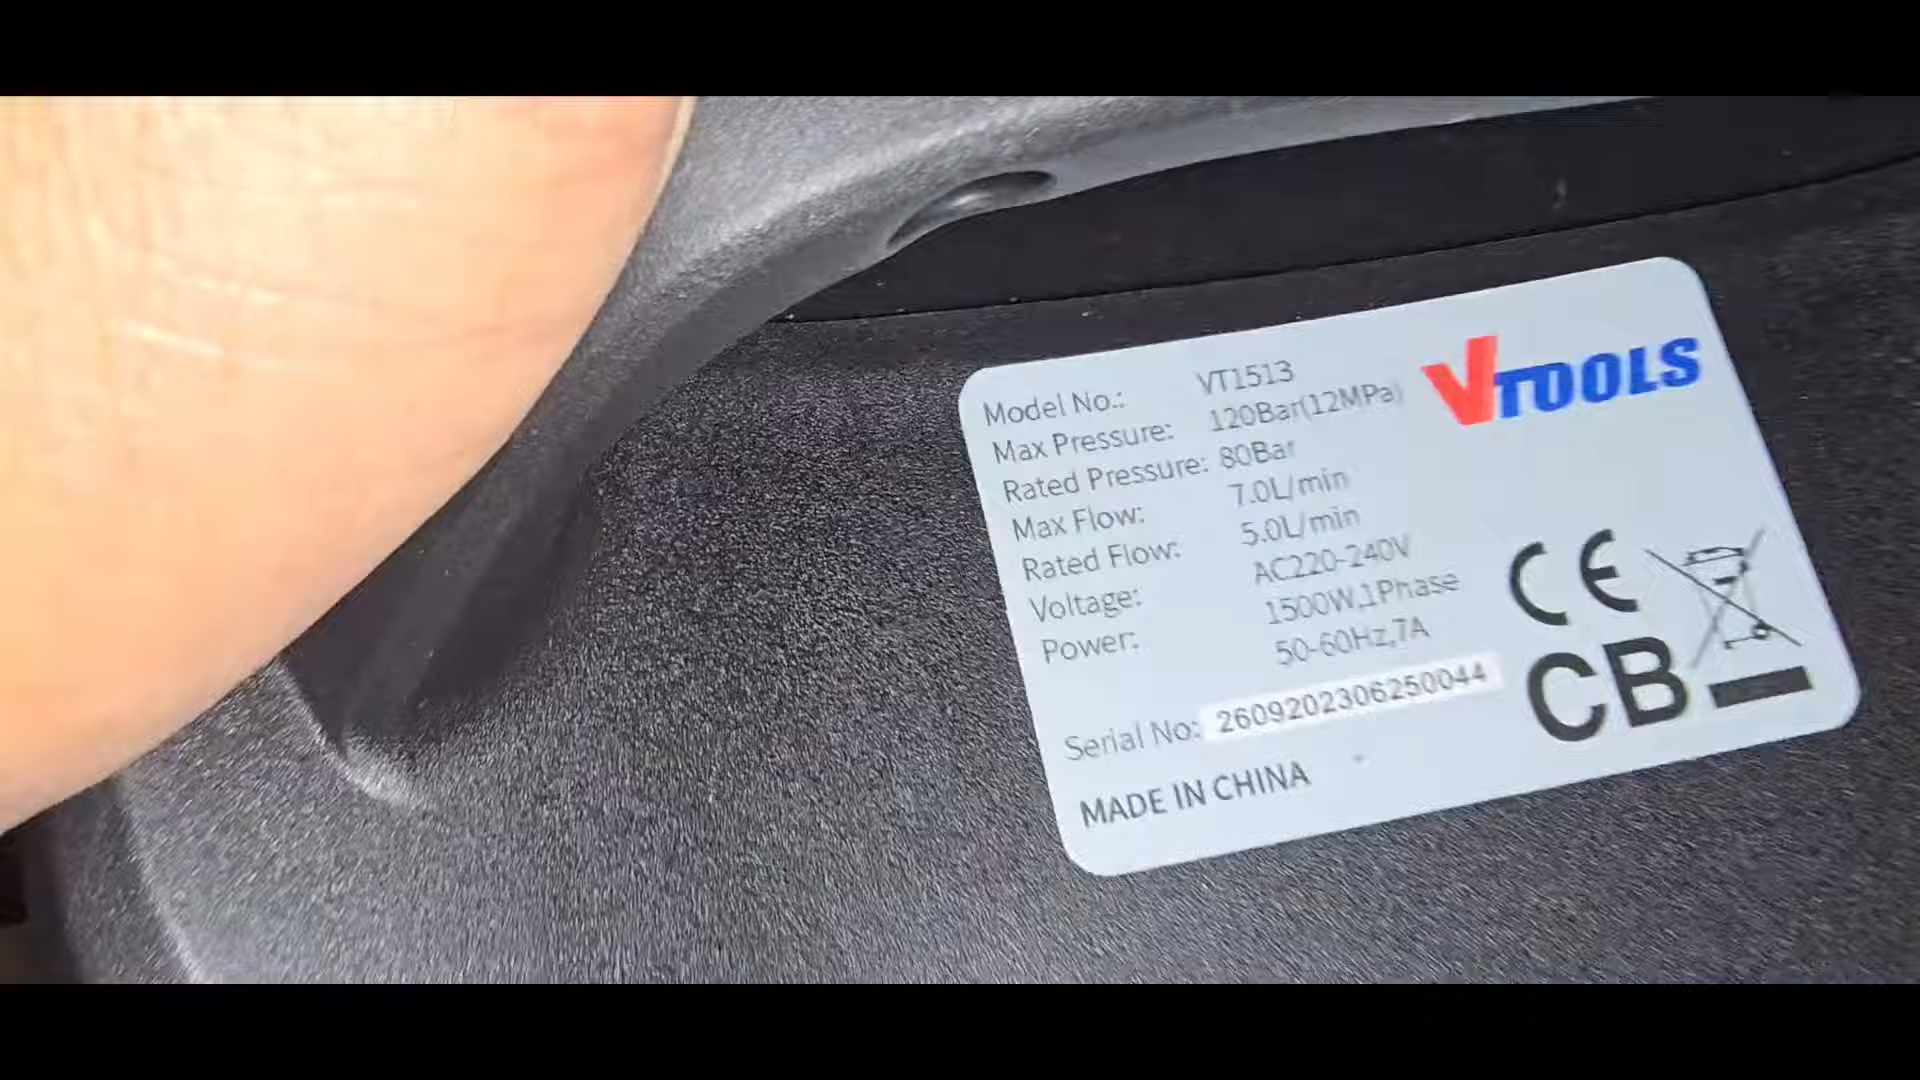 VTOOLS
Model No.: VT1513
Max Pressure: 120Bar(12MPa)
Rated Pressure: 80Bar
Max Flow: 7.0L/min
Rated Flow: 5.0L/min
Voltage: AC220-240V
Power: 1500W,1Phase
50-60Hz,7A
CE
Serial No: 2609202306250044
CB
MADE IN CHINA